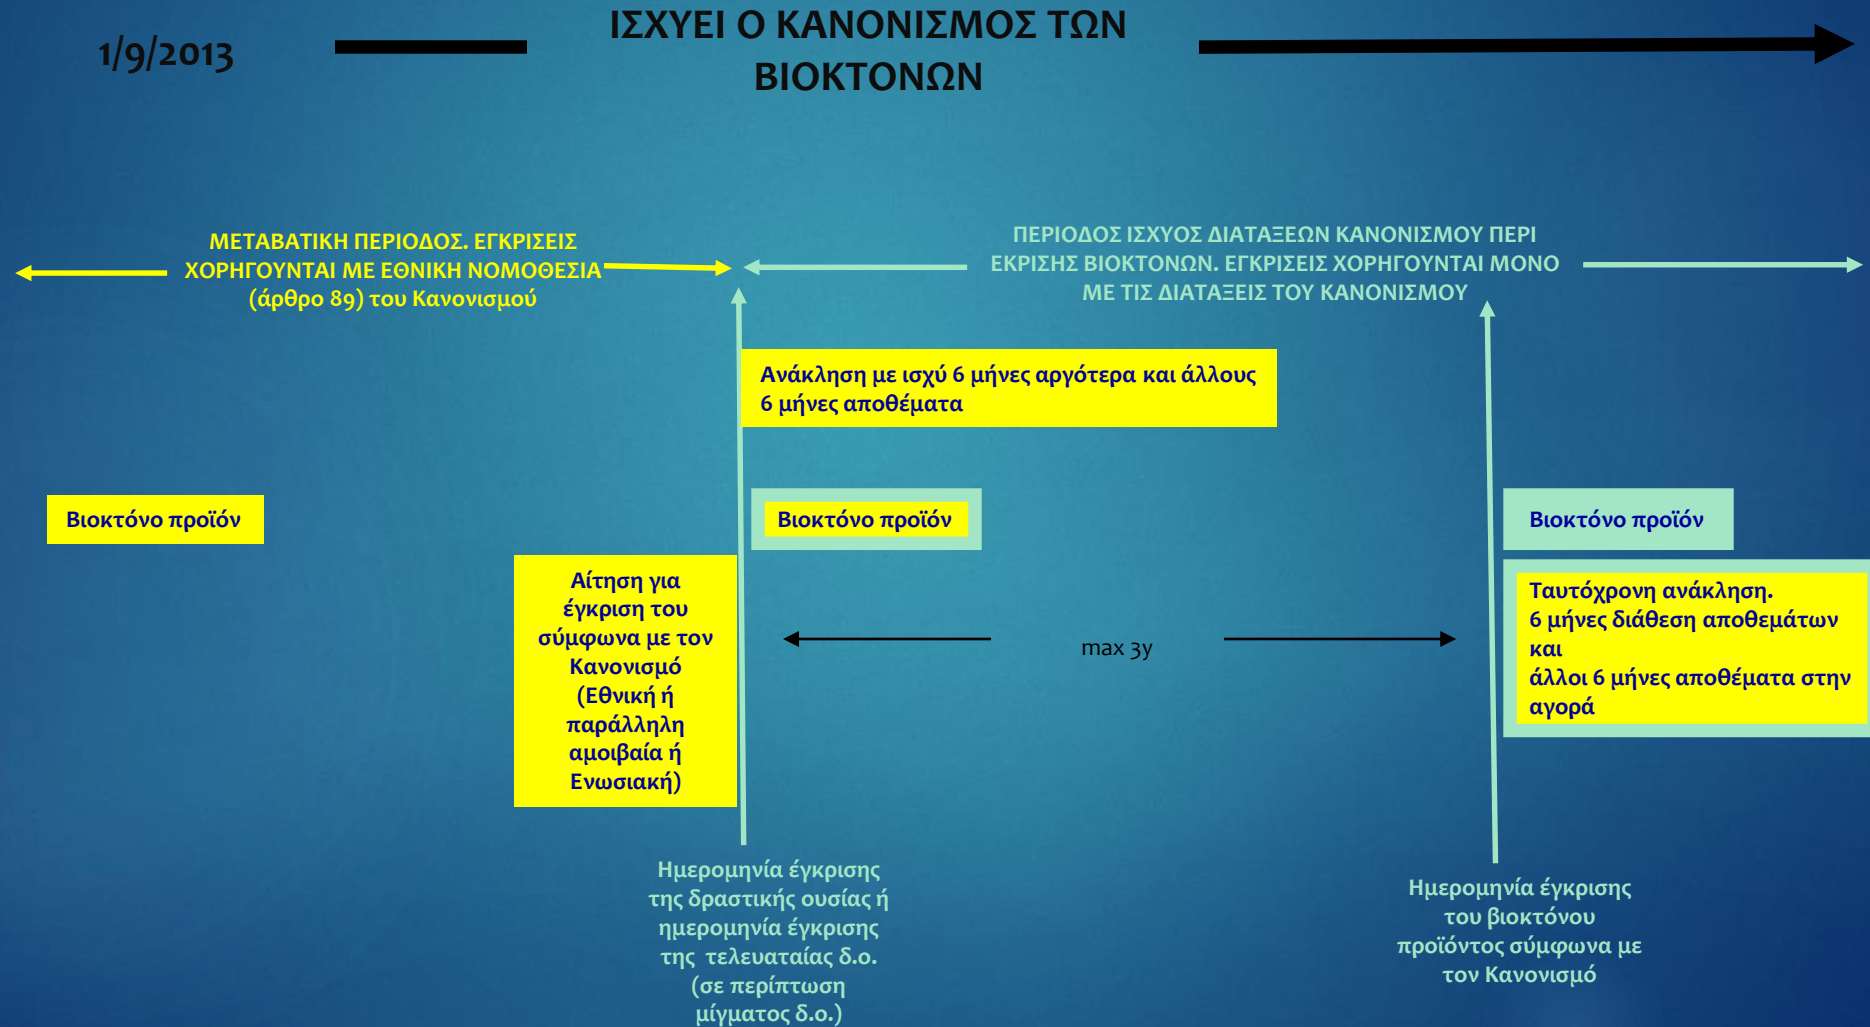 1/9/2013
ΙΣΧΥΕΙ Ο ΚΑΝΟΝΙΣΜΟΣ ΤΩΝ
ΒΙΟΚΤΟΝΩΝ
ΜΕΤΑΒΑΤΙΚΗ ΠΕΡΙΟΔΟΣ. ΕΓΚΡΙΣΕΙΣ
ΧΟΡΗΓΟΥΝΤΑΙ ΜΕ ΕΘΝΙΚΗ ΝΟΜΟΘΕΣΙΑ
(άρθρο 89) του Κανονισμού
ΠΕΡΙΟΔΟΣ ΙΣΧΥΟΣ ΔΙΑΤΑΞΕΩΝ ΚΑΝΟΝΙΣΜΟΥ ΠΕΡΙ
ΕΚΡΙΣΗΣ ΒΙΟΚΤΟΝΩΝ. ΕΓΚΡΙΣΕΙΣ ΧΟΡΗΓΟΥΝΤΑΙ ΜΟΝΟ
ΜΕ ΤΙΣ ΔΙΑΤΑΞΕΙΣ ΤΟΥ ΚΑΝΟΝΙΣΜΟΥ
Ανάκληση με ισχύ 6 μήνες αργότερα και άλλους
6 μήνες αποθέματα
Βιοκτόνο προϊόν
Βιοκτόνο προϊόν
Βιοκτόνο προϊόν
Αίτηση για
έγκριση του
σύμφωνα με τον
Κανονισμό
(Εθνική ή
παράλληλη
αμοιβαία ή
Ενωσιακή)
max 3y
Ταυτόχρονη ανάκληση.
6 μήνες διάθεση αποθεμάτων
και
άλλοι 6 μήνες αποθέματα στην
αγορά
Ημερομηνία έγκρισης
της δραστικής ουσίας ή
ημερομηνία έγκρισης
της τελευαταίας δ.ο.
(σε περίπτωση
μίγματος δ.ο.)
Ημερομηνία έγκρισης
του βιοκτόνου
προϊόντος σύμφωνα με
τον Κανονισμό